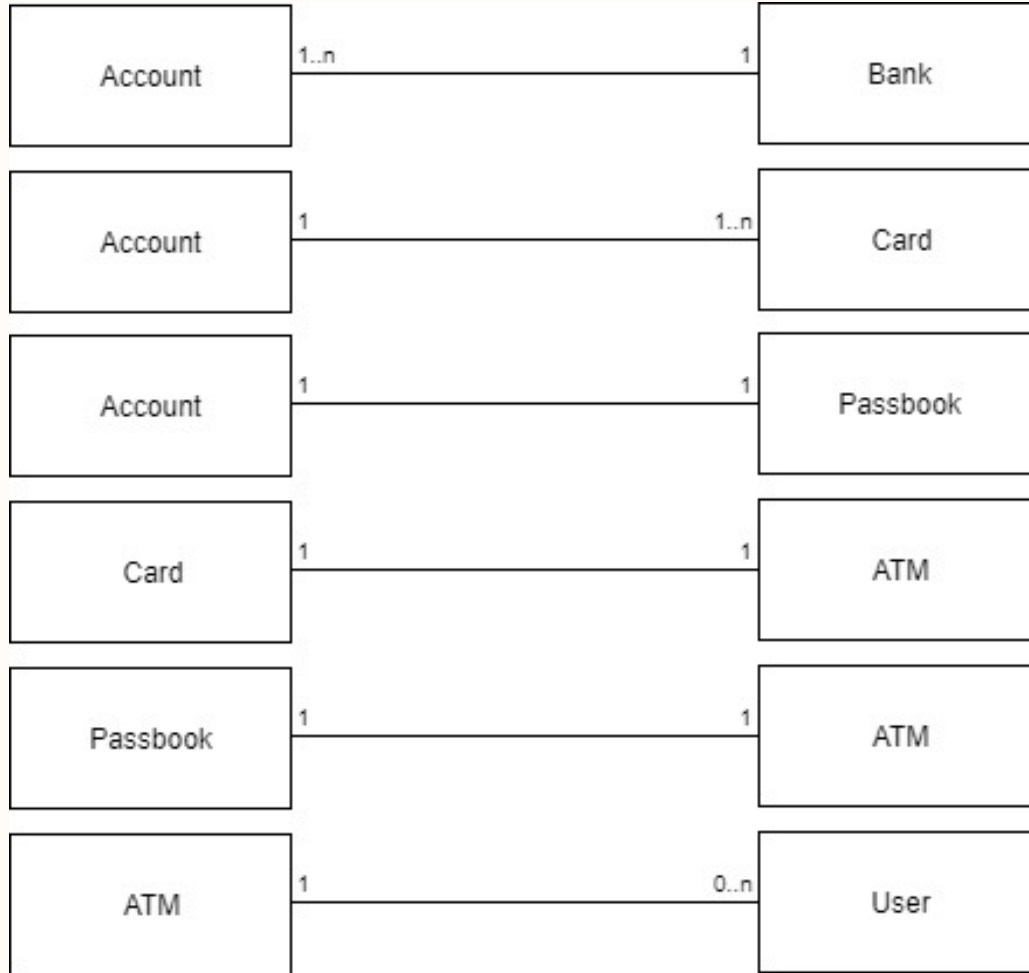 Account 1..n 1 Bank
Account 1 1..n Card
Account 1 1 Passbook
Card 1 1 ATM
Passbook 1 1 ATM
ATM 1 0..n User